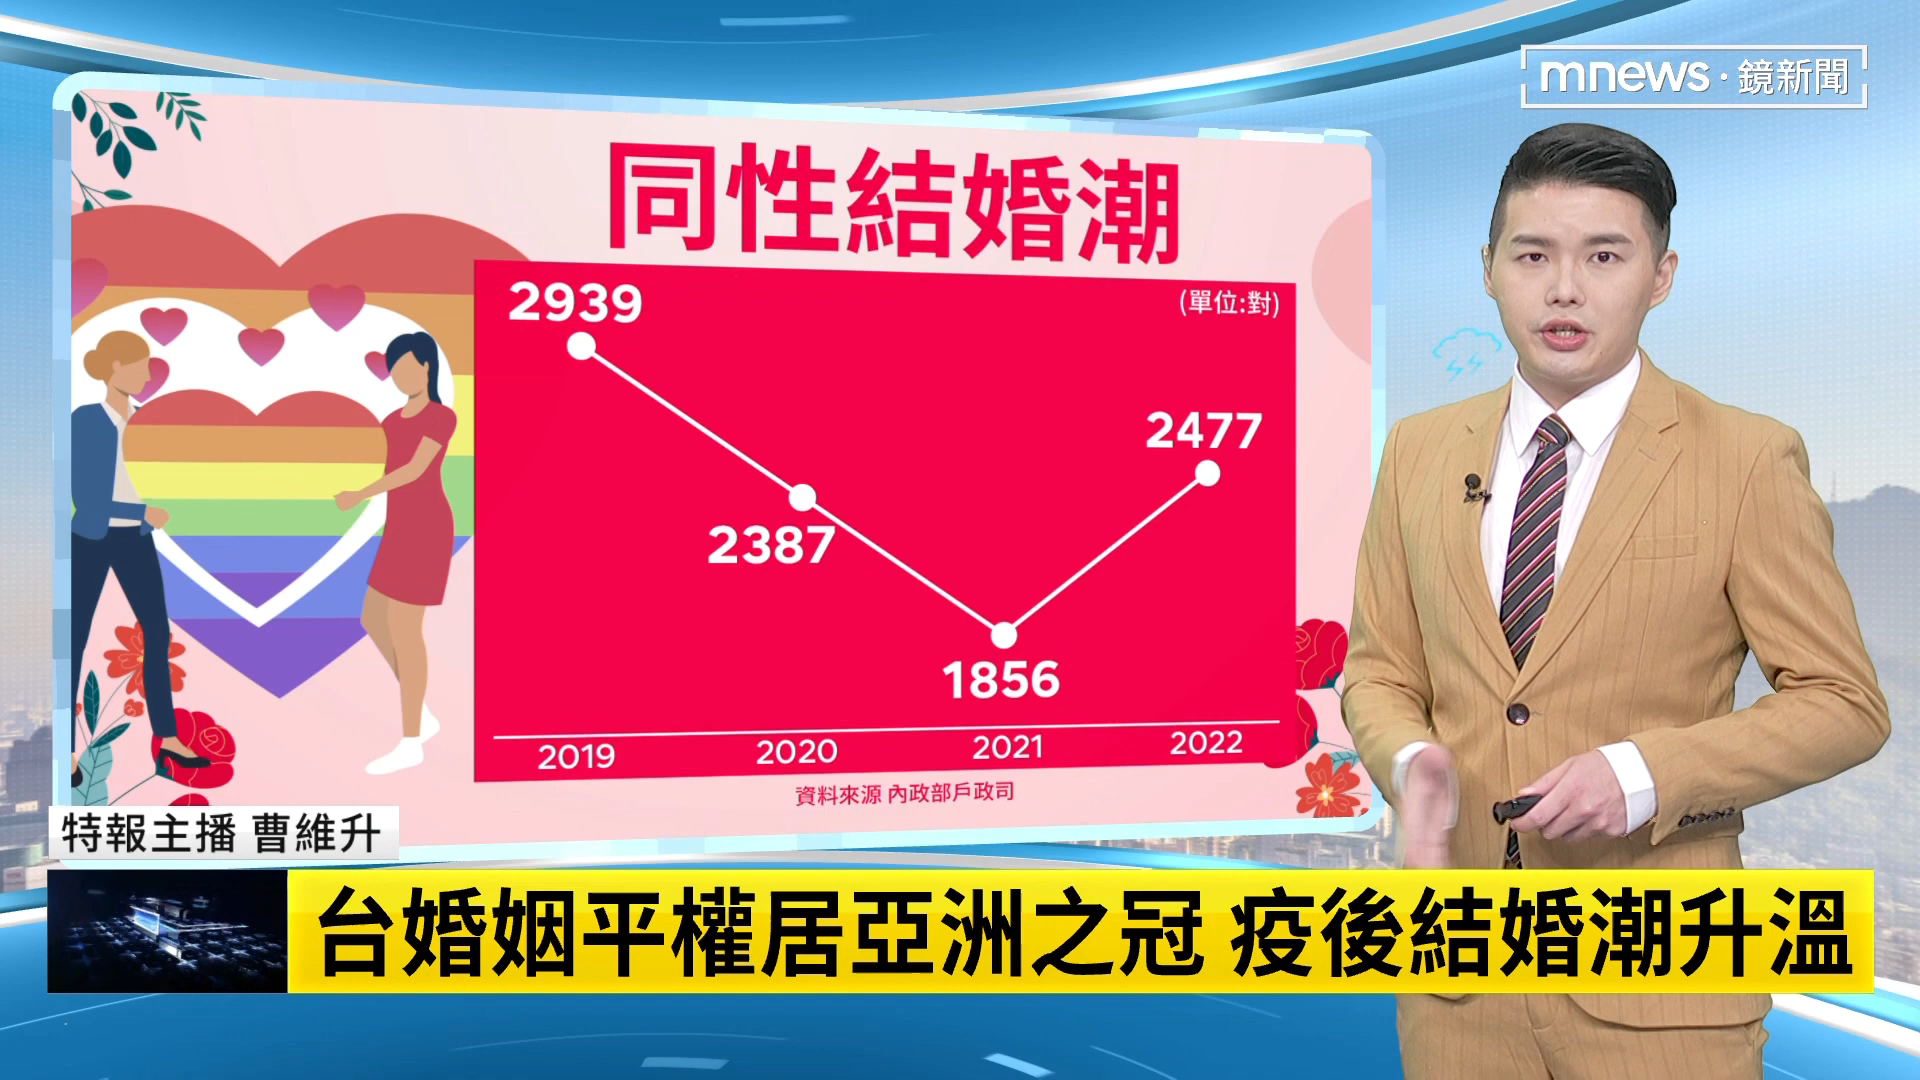 mnews·鏡新聞
同性結婚潮
(單位:對)
2939
2387
1856
2477
2019 2020 2021 2022
資料來源 內政部戶政司
特報主播 曹維升
台婚姻平權居亞洲之冠 疫後結婚潮升溫